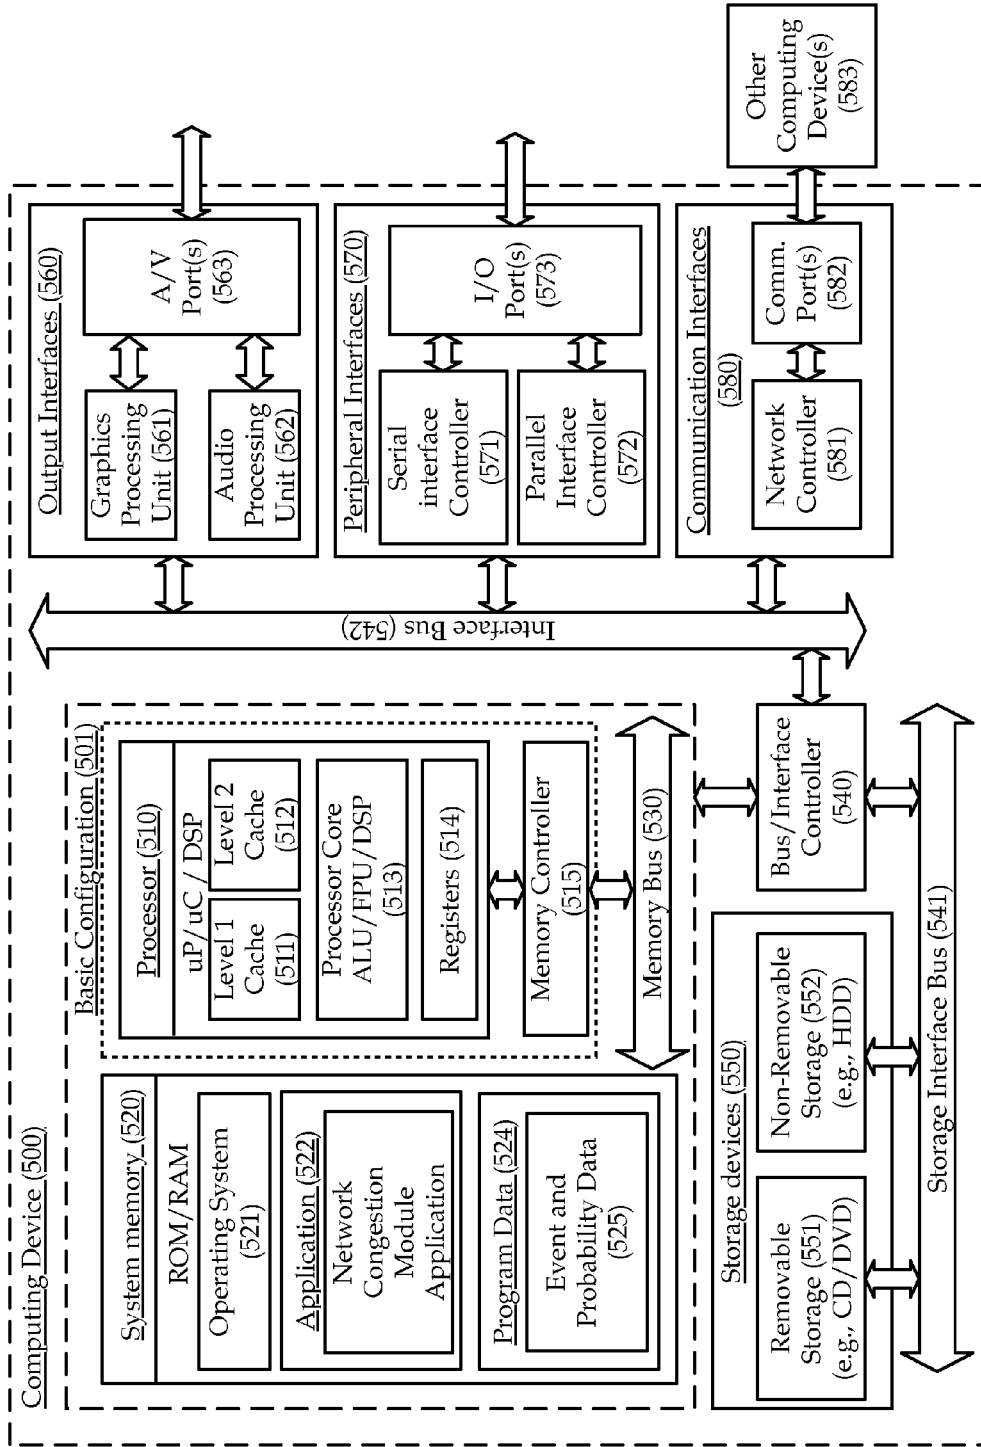 Computing Device (500)
Basic Configuration (501)
System memory (520)
ROM/RAM
Operating System
(521)
Application (522)
Network
Congestion
Module
Application
Program Data (524)
Event and
Probability Data
(525)
Processor (510)
uP/uC / DSP
Level 1
Cache
(511)
Level 2
Cache
(512)
Processor Core
ALU/FPU/DSP
(513)
Registers (514)
Memory Controller
(515)
Memory Bus (530)
Bus/Interface
Controller
(540)
Storage devices (550)
Removable
Storage (551)
(e.g., CD/DVD)
Non-Removable
Storage (552)
(e.g., HDD)
Storage Interface Bus (541)
Interface Bus (542)
Output Interfaces (560)
Graphics
Processing
Unit (561)
Audio
Processing
Unit (562)
A/V
Port(s)
(563)
Peripheral Interfaces (570)
Serial
interface
Controller
(571)
Parallel
Interface
Controller
(572)
I/O
Port(s)
(573)
Communication Interfaces
(580)
Network
Controller
(581)
Comm.
Port(s)
(582)
Other
Computing
Device(s)
(583)